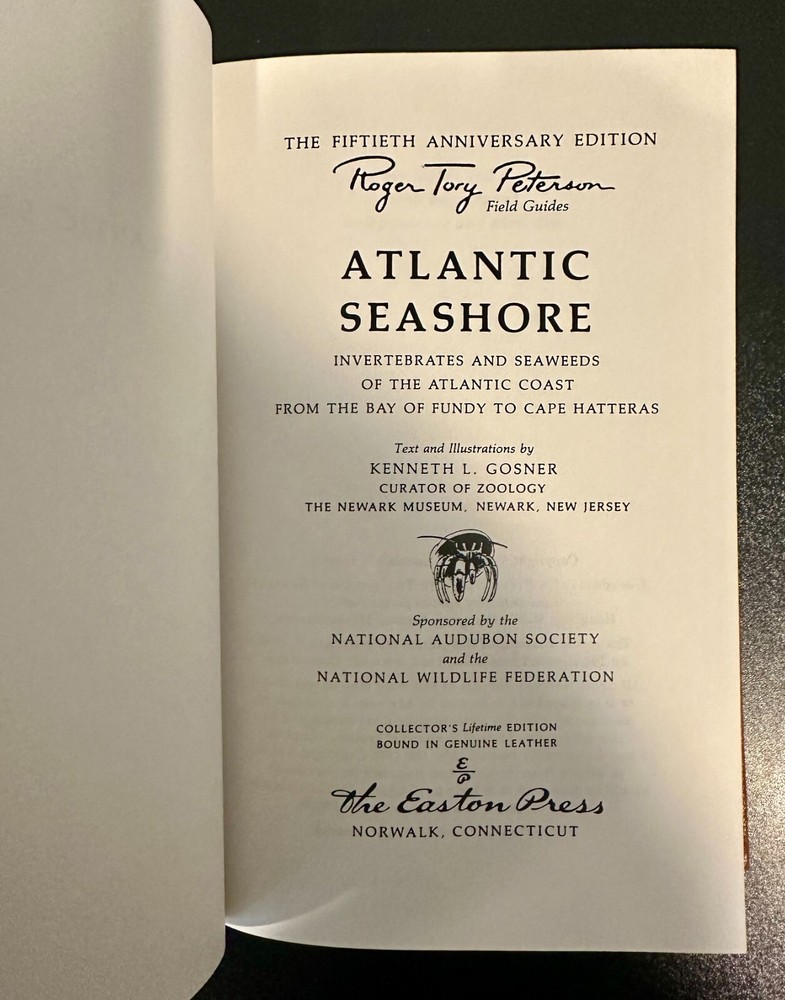 THE FIFTIETH ANNIVERSARY EDITION
Roger Tory Peterson
Field Guides
ATLANTIC
SEASHORE
INVERTEBRATES AND SEAWEEDS
OF THE ATLANTIC COAST
FROM THE BAY OF FUNDY TO CAPE HATTERAS
Text and Illustrations by
KENNETH L. GOSNER
CURATOR OF ZOOLOGY
THE NEWARK MUSEUM, NEWARK, NEW JERSEY
Sponsored by the
NATIONAL AUDUBON SOCIETY
and the
NATIONAL WILDLIFE FEDERATION
COLLECTOR'S Lifetime EDITION
BOUND IN GENUINE LEATHER
E
P
The Easton Press
NORWALK, CONNECTICUT